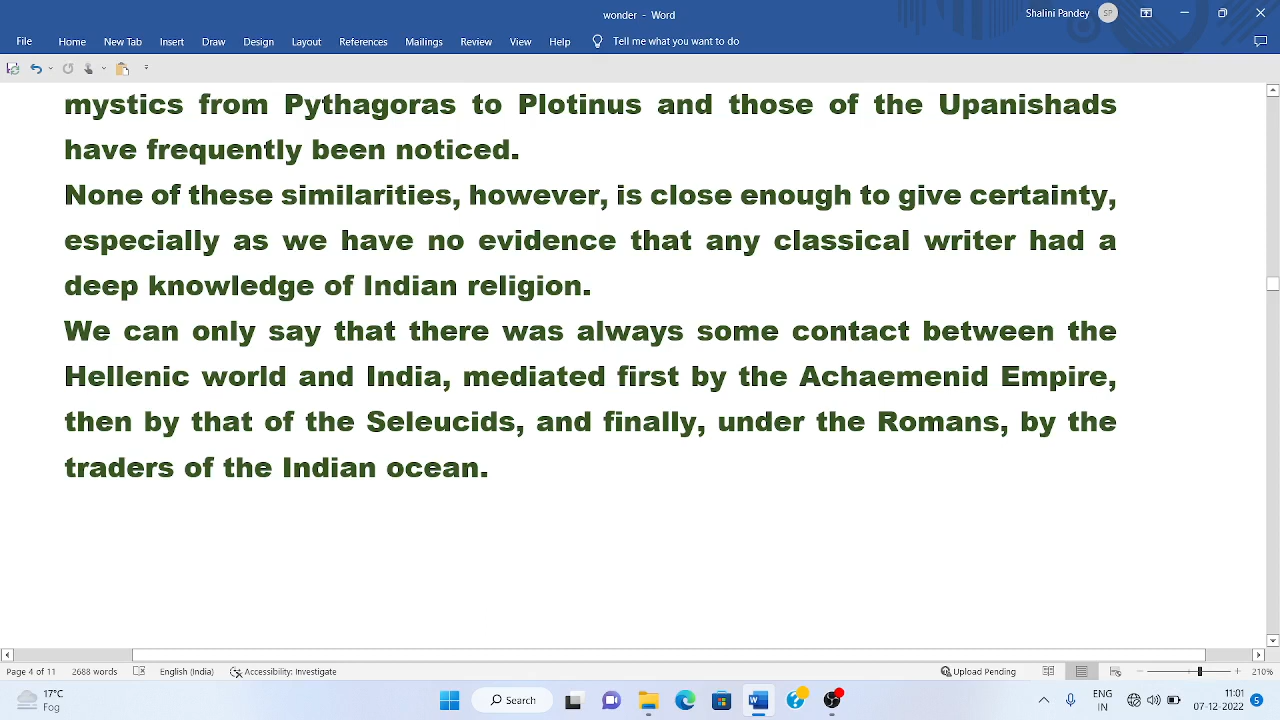 wonder - Word
Shalini Pandey SP
File Home New Tab Insert Draw Design Layout References Mailings Review View Help Tell me what you want to do
mystics from Pythagoras to Plotinus and those of the Upanishads
have frequently been noticed.
None of these similarities, however, is close enough to give certainty,
especially as we have no evidence that any classical writer had a
deep knowledge of Indian religion.
We can only say that there was always some contact between the
Hellenic world and India, mediated first by the Achaemenid Empire,
then by that of the Seleucids, and finally, under the Romans, by the
traders of the Indian ocean.
Page 4 of 11 2688 words English (India) Accessibility: Investigate Upload Pending 210%
17°C
Fog
Search
ENG
IN
11:01
07-12-2022
5